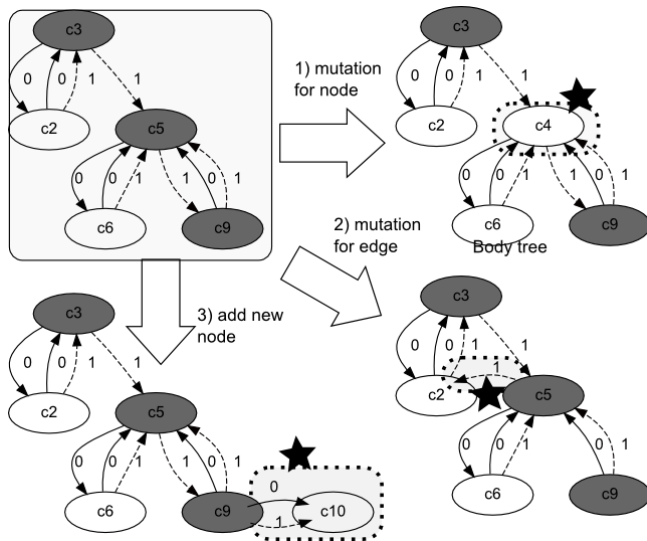 c3
0 0 1 1
c2
c5
0 0 1 1 0 1
c6
c9
1) mutation
for node
c3
0 0 1 1
c2
c4
0 0 1 1 0 1
c6
c9
Body tree
2) mutation
for edge
c3
0 0 1 1
1
c2
c5
0 0 1 0 1
c6
c9
3) add new
node
c3
0 0 1 1
c2
c5
0 0 1 1 0 1
c6
c9
0
1
c10